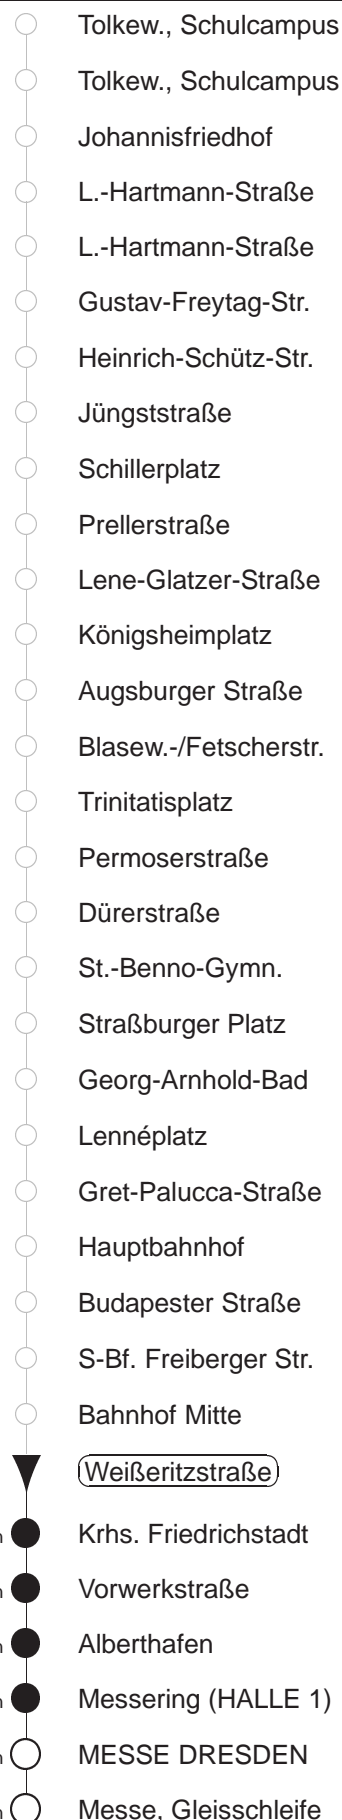 Tolkew., Schulcampus
Tolkew., Schulcampus
Johannisfriedhof
L.-Hartmann-Straße
L.-Hartmann-Straße
Gustav-Freytag-Str.
Heinrich-Schütz-Str.
Jüngststraße
Schillerplatz
Prellerstraße
Lene-Glatzer-Straße
Königsheimplatz
Augsburger Straße
Blasew.-/Fetscherstr.
Trinitatisplatz
Permoserstraße
Dürerstraße
St.-Benno-Gymn.
Straßburger Platz
Georg-Arnhold-Bad
Lennéplatz
Gret-Palucca-Straße
Hauptbahnhof
Budapester Straße
S-Bf. Freiberger Str.
Bahnhof Mitte
Weißeritzstraße
Krhs. Friedrichstadt
Vorwerkstraße
Alberthafen
Messering (HALLE 1)
MESSE DRESDEN
Messe, Gleisschleife